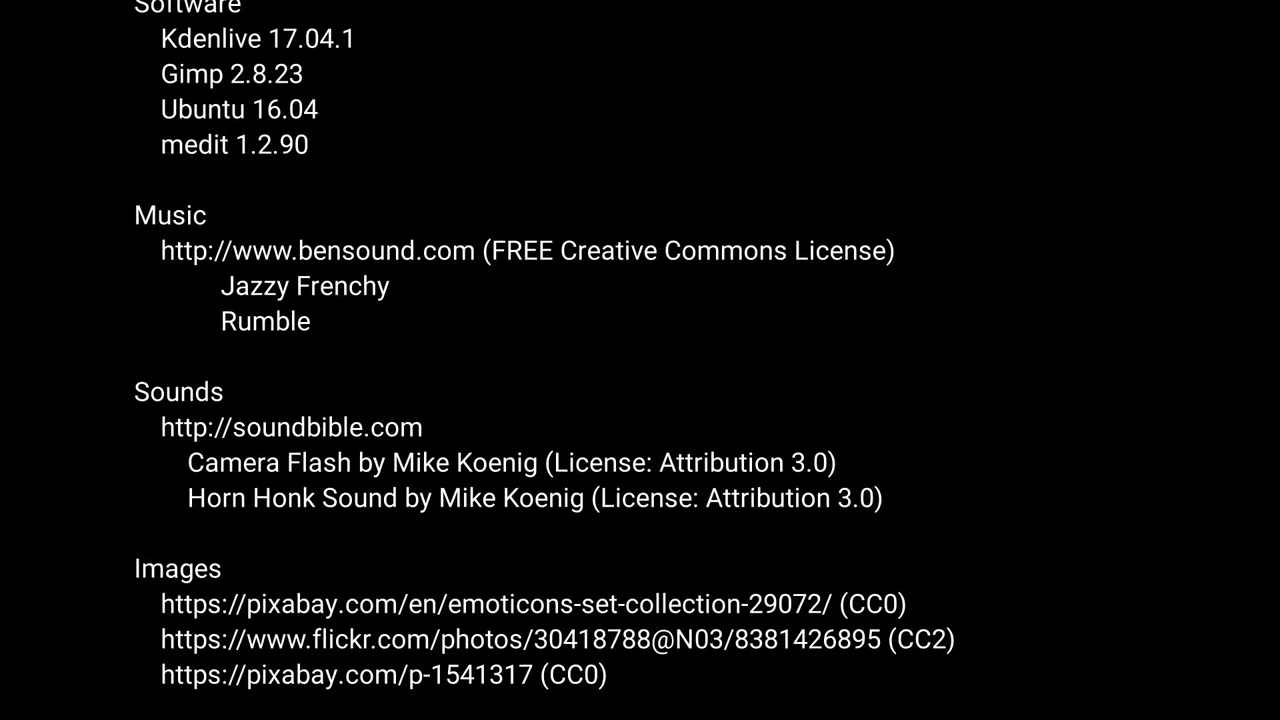 Software
Kdenlive 17.04.1
Gimp 2.8.23
Ubuntu 16.04
medit 1.2.90
Music
http://www.bensound.com (FREE Creative Commons License)
Jazzy Frenchy
Rumble
Sounds
http://soundbible.com
Camera Flash by Mike Koenig (License: Attribution 3.0)
Horn Honk Sound by Mike Koenig (License: Attribution 3.0)
Images
https://pixabay.com/en/emoticons-set-collection-29072/ (CC0)
https://www.flickr.com/photos/30418788@N03/8381426895 (CC2)
https://pixabay.com/p-1541317 (CC0)